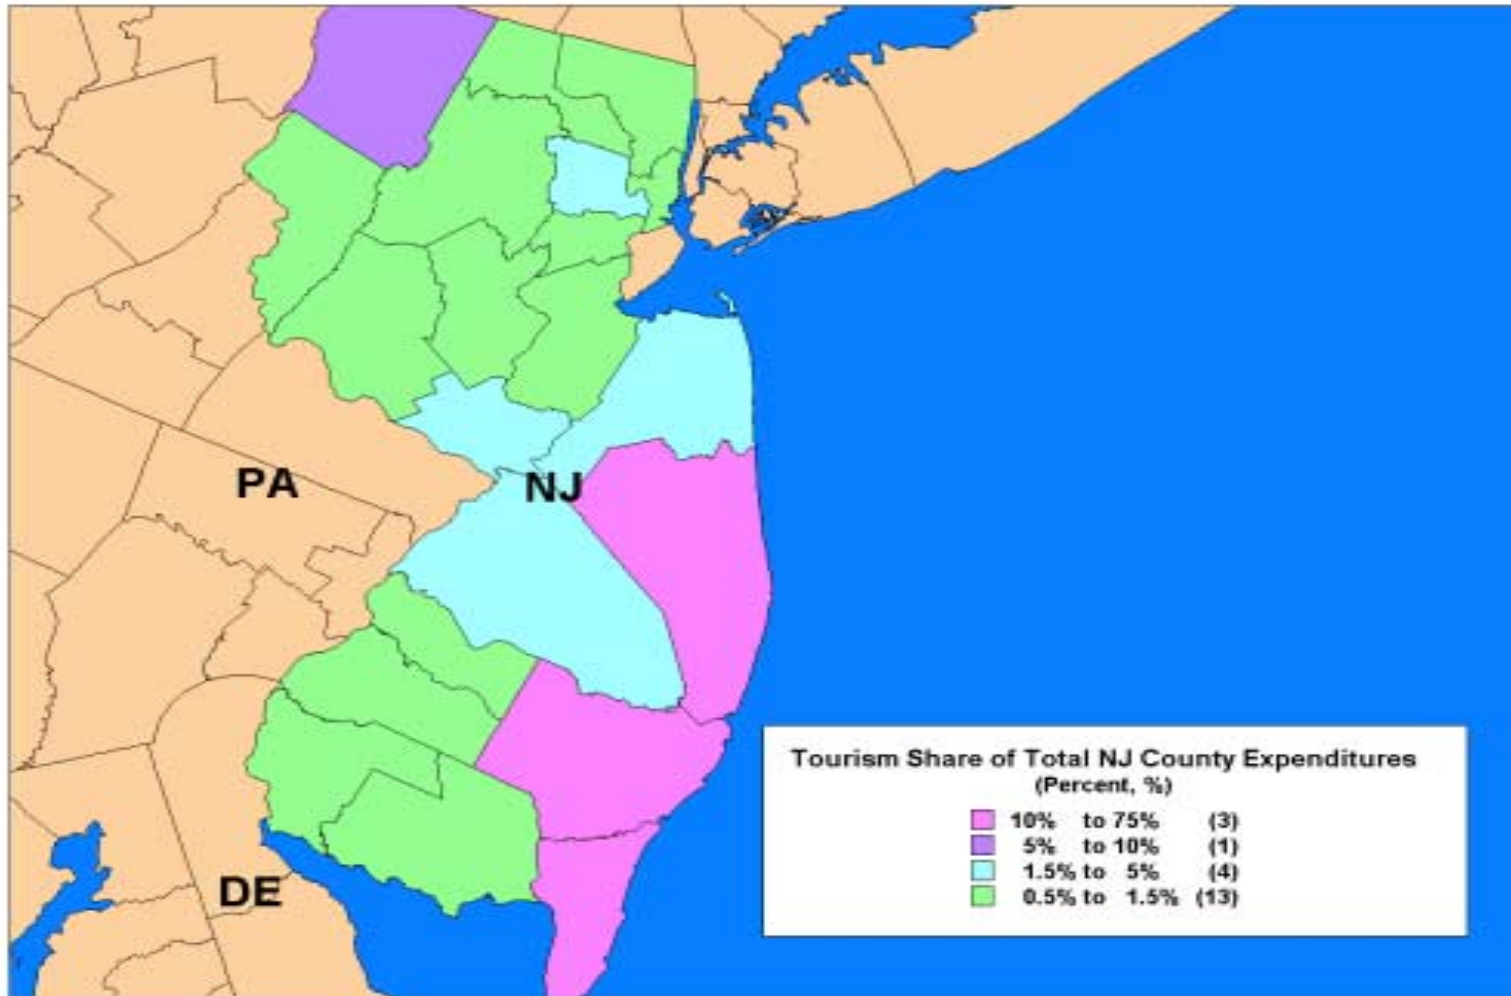 PA
NJ
DE
Tourism Share of Total NJ County Expenditures
(Percent, %)
10% to 75% (3)
5% to 10% (1)
1.5% to 5% (4)
0.5% to 1.5% (13)